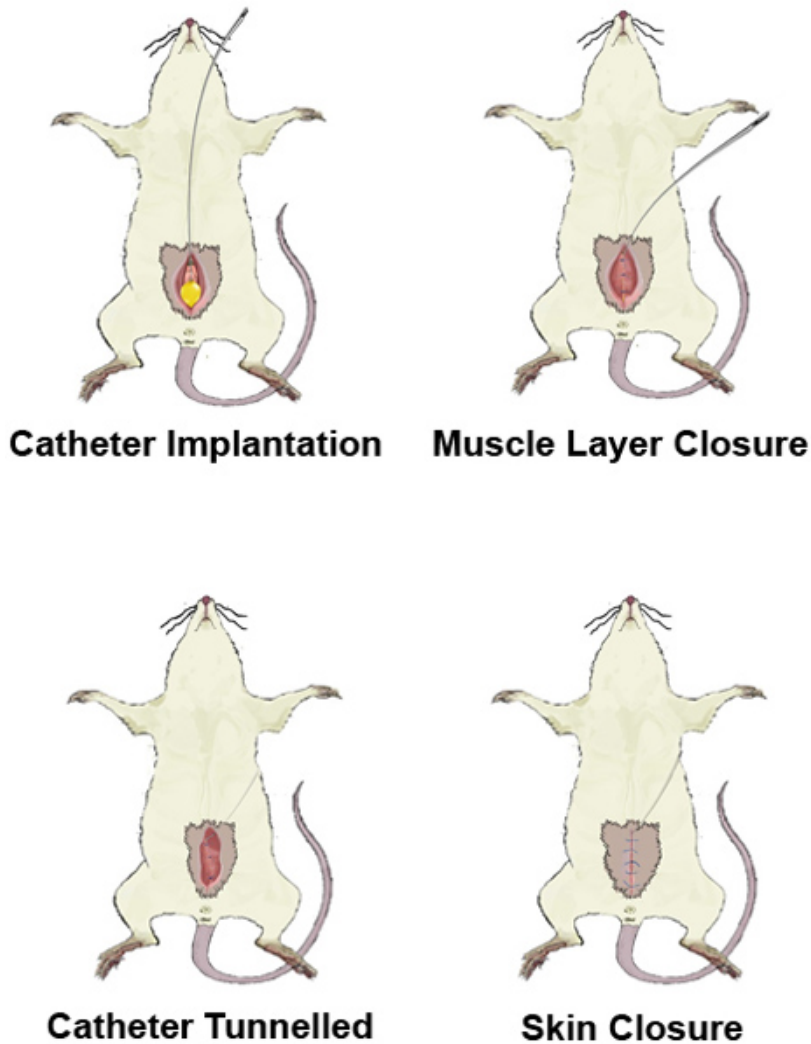 Catheter Implantation
Muscle Layer Closure
Catheter Tunnelled
Skin Closure